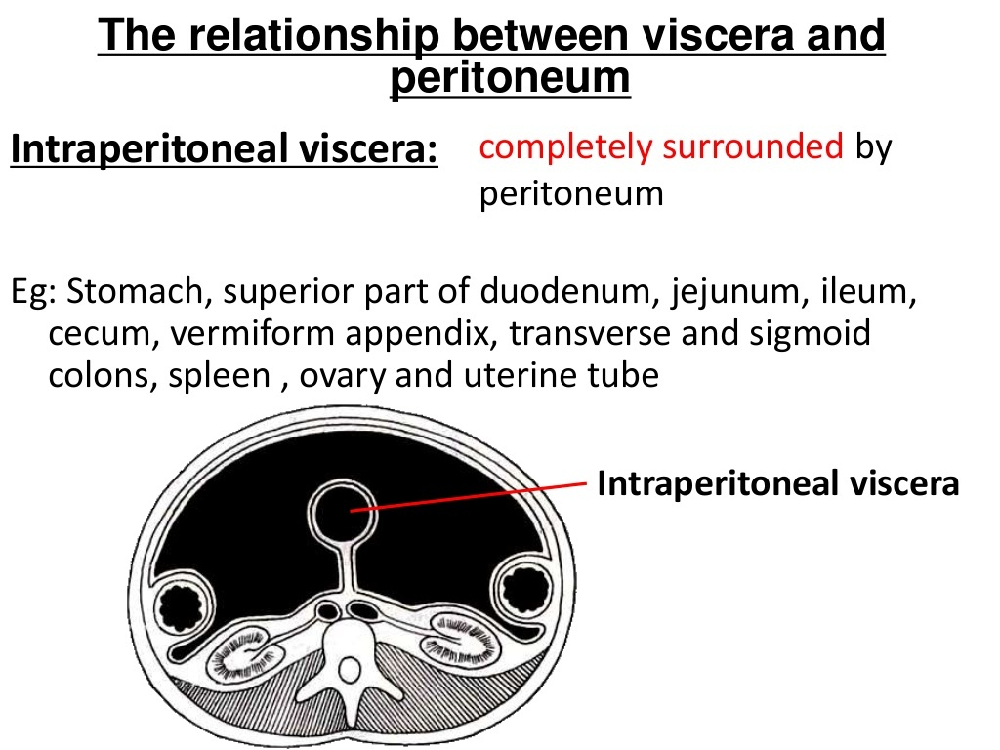 The relationship between viscera and
peritoneum
Intraperitoneal viscera: completely surrounded by
peritoneum
Eg: Stomach, superior part of duodenum, jejunum, ileum,
cecum, vermiform appendix, transverse and sigmoid
colons, spleen , ovary and uterine tube
Intraperitoneal viscera